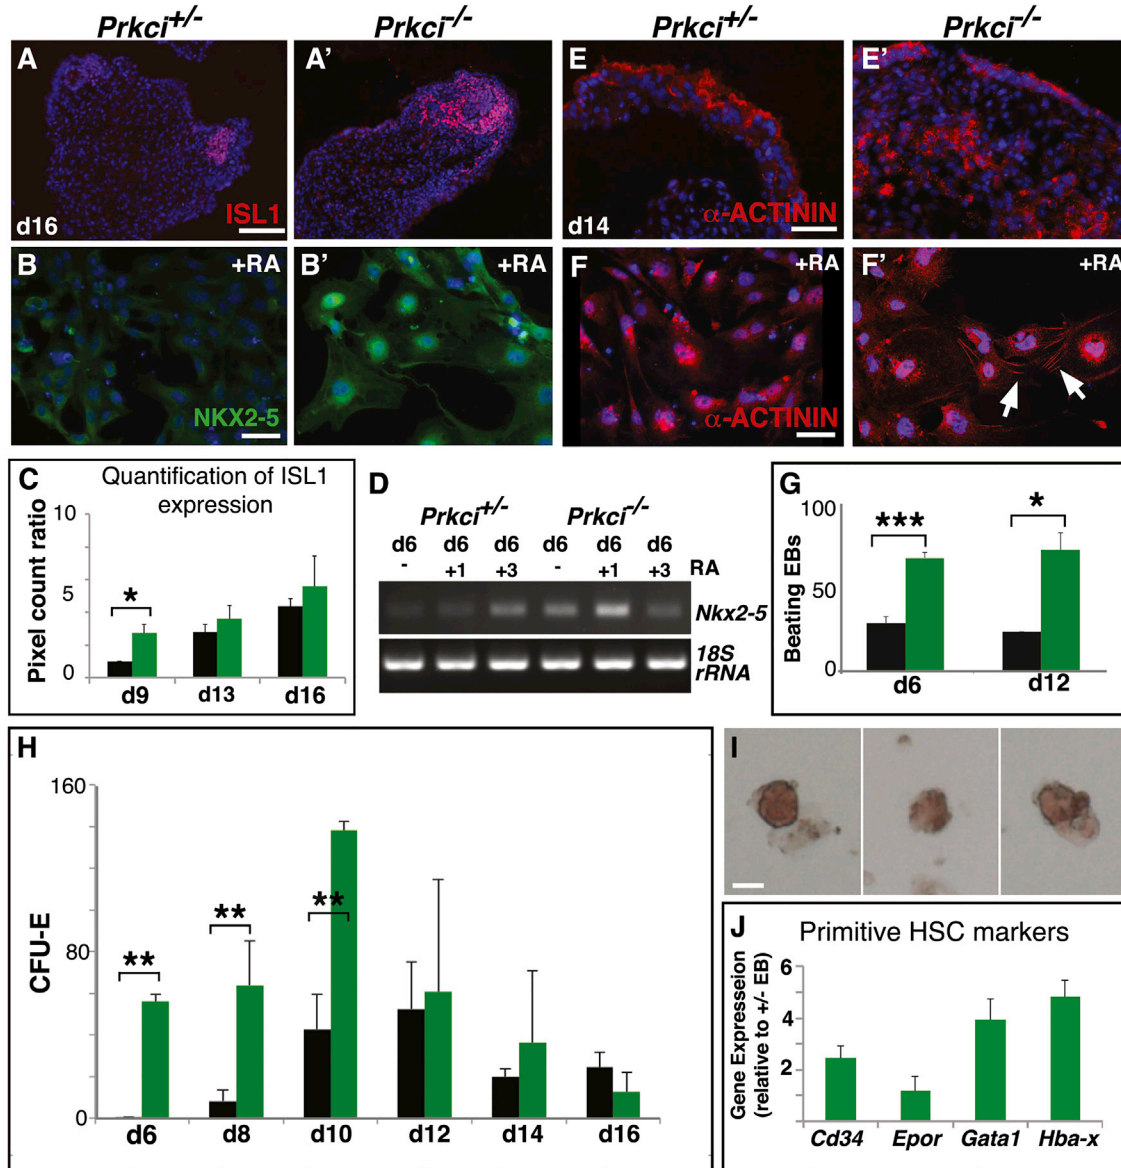 Prkci+/- Prkci-/- Prkci+/- Prkci-/-
A A' E E'
d16 ISL1 d14 α-ACTININ
B +RA B' +RA F +RA F' +RA
NKX2-5 α-ACTININ
C Quantification of ISL1
expression
Pixel count ratio
10
5
0
d9 d13 d16
D
Prkci+/- Prkci-/-
d6 d6 d6 d6 d6 d6
- +1 +3 - +1 +3 RA
Nkx2-5
18S
rRNA
G
Beating EBs
100
50
0
*** *
d6 d12
*
H
CFU-E
160
80
0
** ** **
d6 d8 d10 d12 d14 d16
I
J Primitive HSC markers
Gene Expresseion
(relative to +/- EB)
6
4
2
Cd34 Epor Gata1 Hba-x